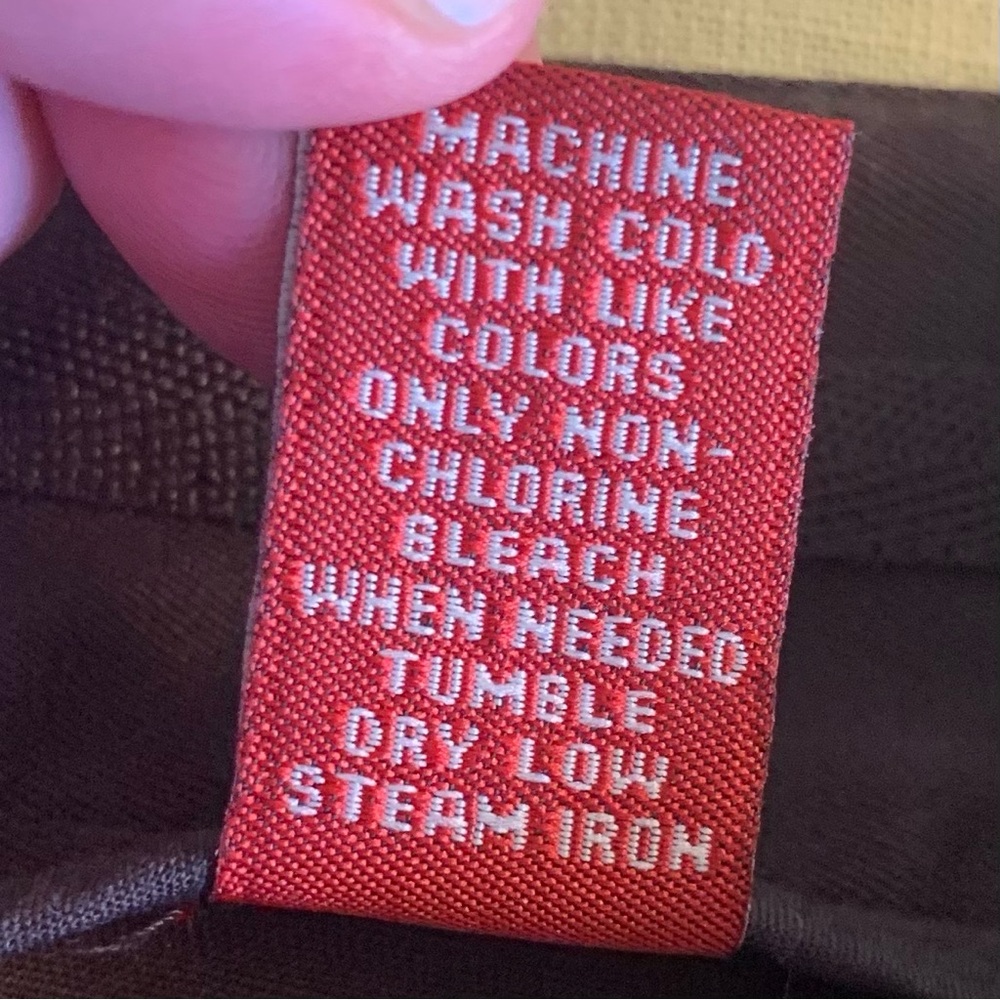 MACHINE
WASH COLD
WITH LIKE
COLORS
ONLY NON-
CHLORINE
BLEACH
WHEN NEEDED
TUMBLE
DRY LOW
STEAM IRON